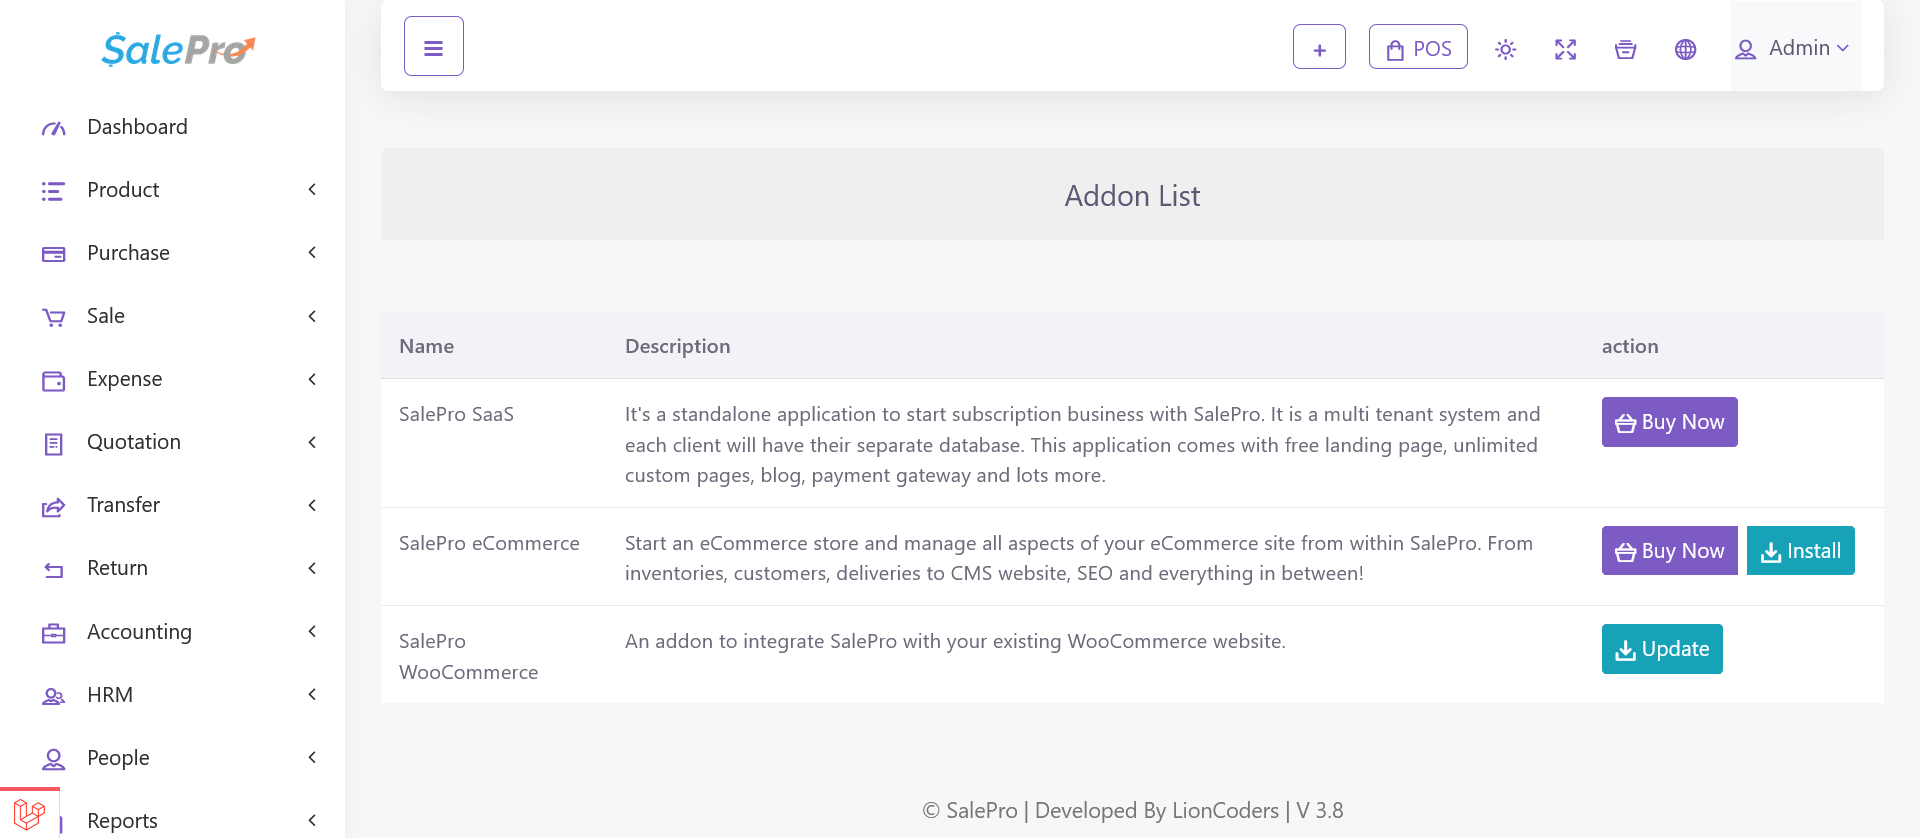 SalePro
+
POS
Admin
Dashboard
Product
Purchase
Sale
Expense
Quotation
Transfer
Return
Accounting
HRM
People
Reports
Addon List
Name
Description
action
SalePro SaaS
It's a standalone application to start subscription business with SalePro. It is a multi tenant system and
each client will have their separate database. This application comes with free landing page, unlimited
custom pages, blog, payment gateway and lots more.
Buy Now
SalePro eCommerce
Start an eCommerce store and manage all aspects of your eCommerce site from within SalePro. From
inventories, customers, deliveries to CMS website, SEO and everything in between!
Buy Now
Install
SalePro
WooCommerce
An addon to integrate SalePro with your existing WooCommerce website.
Update
© SalePro | Developed By LionCoders | V 3.8